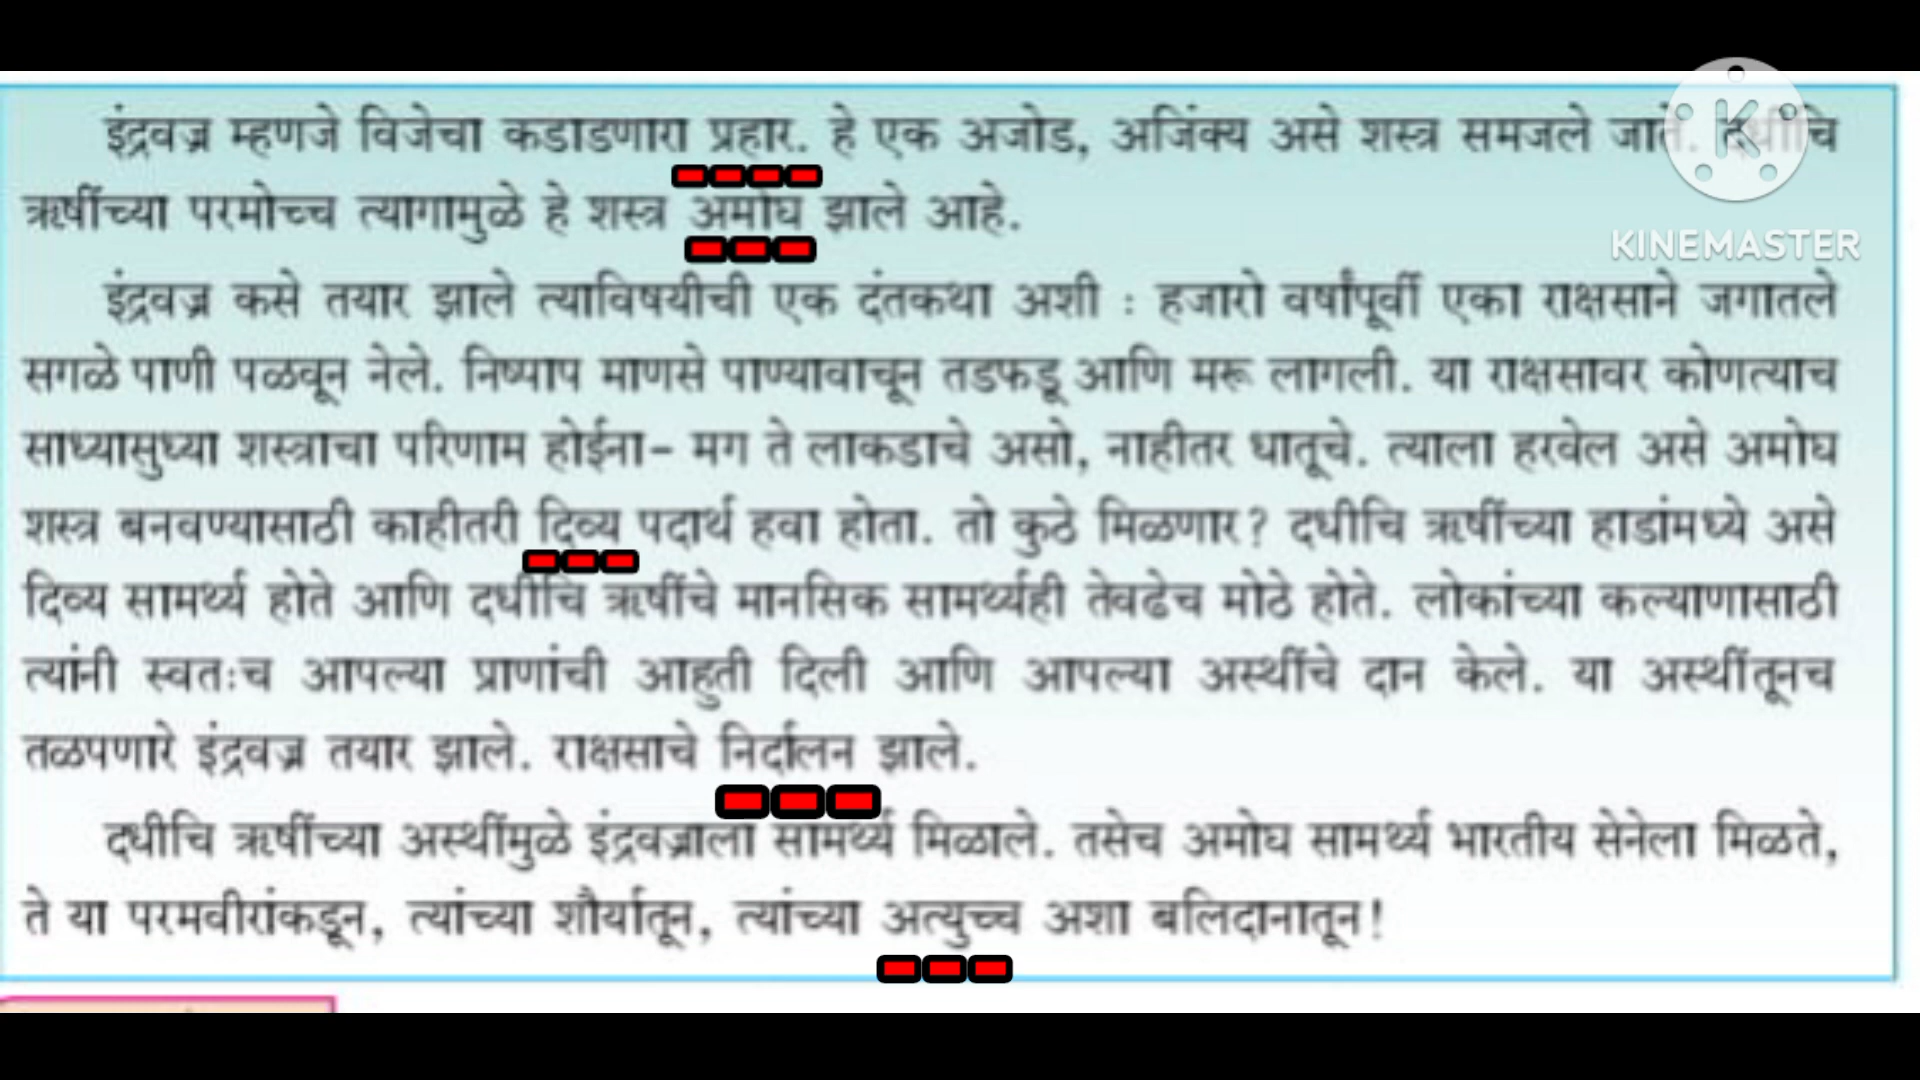 इंद्रवज्र म्हणजे विजेचा कडाडणारा प्रहार. हे एक अजोड, अजिंक्य असे शस्त्र समजले जाते. दधीचि
ऋषींच्या परमोच्च त्यागामुळे हे शस्त्र अमोघ झाले आहे.
KINEMASTER
इंद्रवज्र कसे तयार झाले त्याविषयीची एक दंतकथा अशी : हजारो वर्षांपूर्वी एका राक्षसाने जगातले
सगळे पाणी पळवून नेले. निष्पाप माणसे पाण्यावाचून तडफडू आणि मरू लागली. या राक्षसावर कोणत्याच
साध्यासुध्या शस्त्राचा परिणाम होईना– मग ते लाकडाचे असो, नाहीतर धातूचे. त्याला हरवेल असे अमोघ
शस्त्र बनवण्यासाठी काहीतरी दिव्य पदार्थ हवा होता. तो कुठे मिळणार? दधीचि ऋषींच्या हाडांमध्ये असे
दिव्य सामर्थ्य होते आणि दधीचि ऋषींचे मानसिक सामर्थ्यही तेवढेच मोठे होते. लोकांच्या कल्याणासाठी
त्यांनी स्वतःच आपल्या प्राणांची आहुती दिली आणि आपल्या अस्थींचे दान केले. या अस्थींतूनच
तळपणारे इंद्रवज्र तयार झाले. राक्षसाचे निर्दालन झाले.
दधीचि ऋषींच्या अस्थींमुळे इंद्रवज्राला सामर्थ्य मिळाले. तसेच अमोघ सामर्थ्य भारतीय सेनेला मिळते,
ते या परमवीरांकडून, त्यांच्या शौर्यातून, त्यांच्या अत्युच्च अशा बलिदानातून!